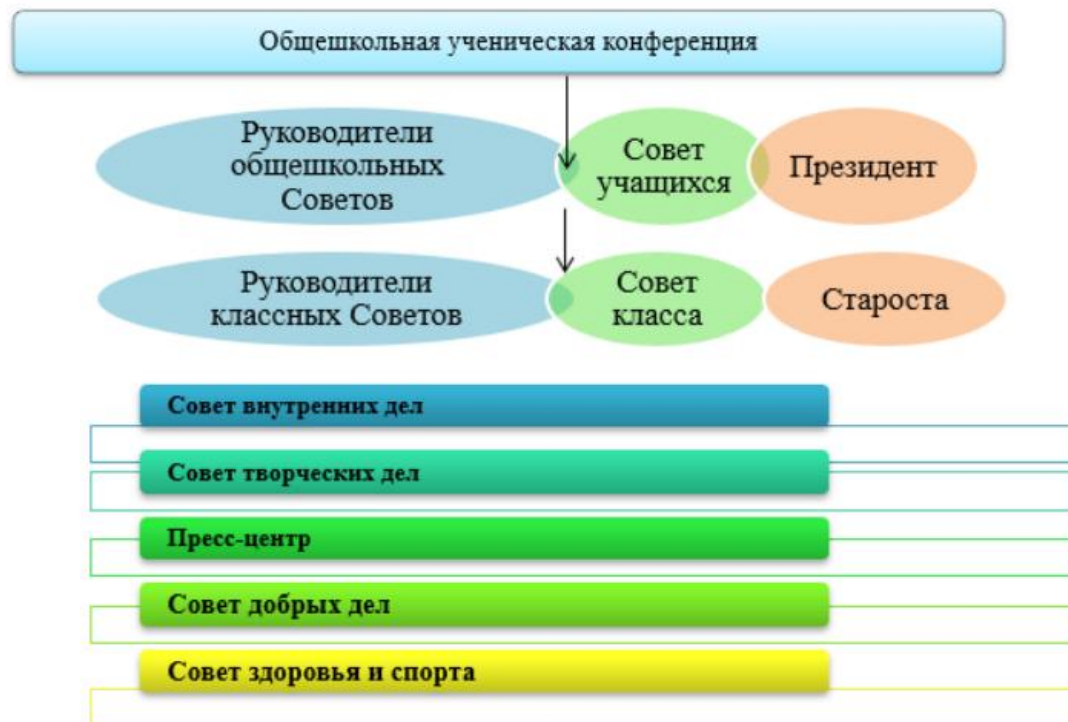 Общешкольная ученическая конференция
Руководители
общешкольных
Советов
Совет
учащихся
Президент
Руководители
классных Советов
Совет
класса
Староста
Совет внутренних дел
Совет творческих дел
Пресс-центр
Совет добрых дел
Совет здоровья и спорта